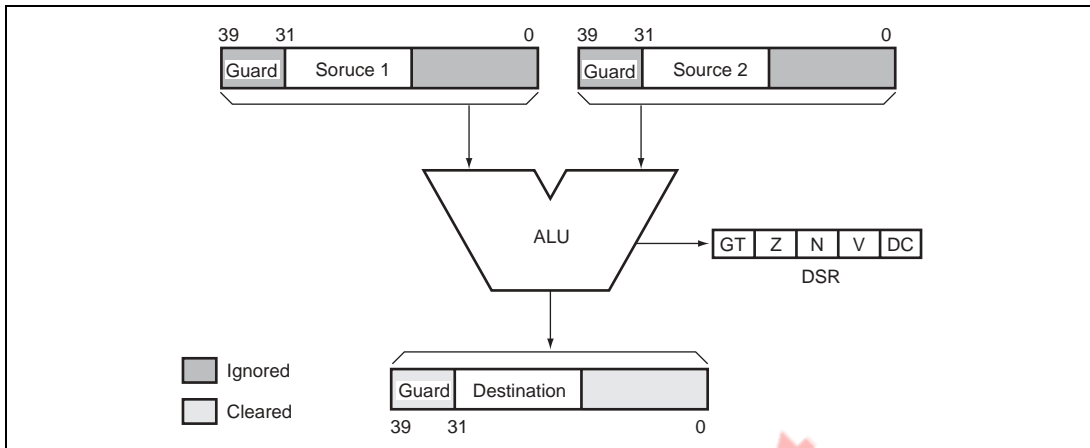 39 31 0
39 31 0
Guard Soruce 1
Guard Source 2
ALU
GT Z N V DC
DSR
Ignored
Cleared
Guard Destination
39 31 0